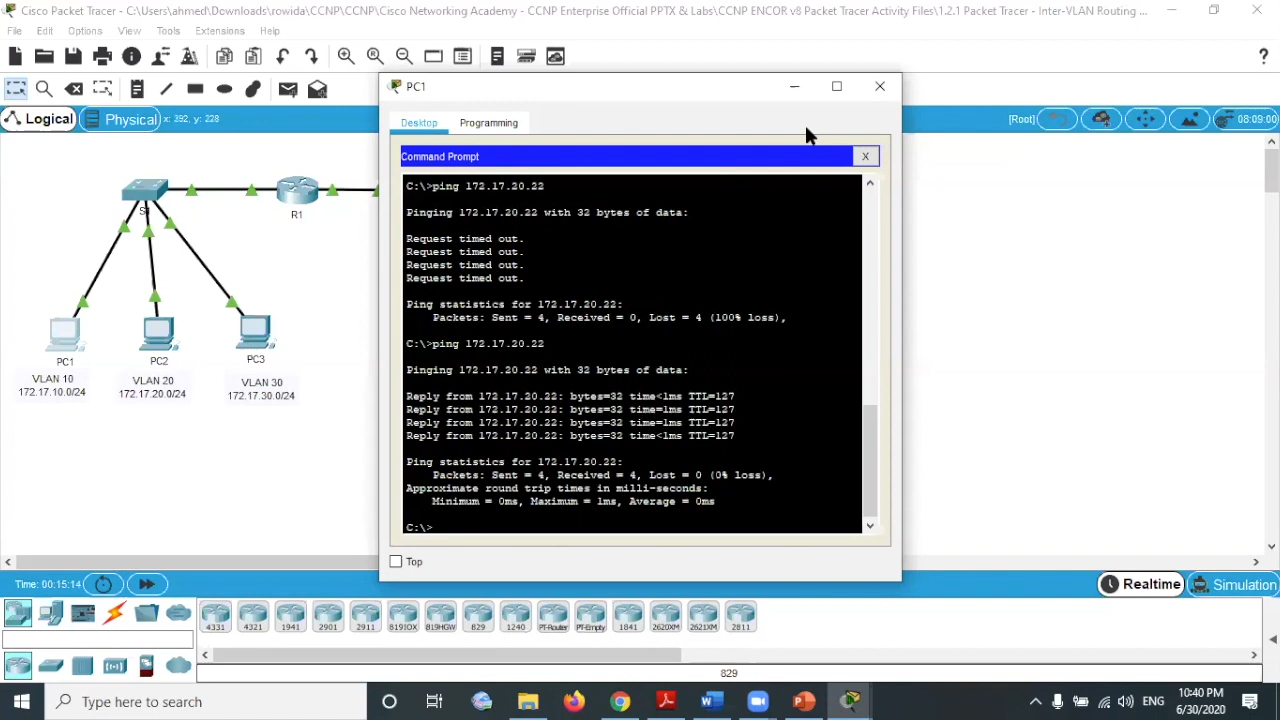 Cisco Packet Tracer - C:\Users\ahmed\Downloads\rowida\CCNP\CCNP\Cisco Networking Academy - CCNP Enterprise Official PPTX & Labs\CCNP ENCOR v8 Packet Tracer Activity Files\1.2.1 Packet Tracer - Inter-VLAN Routing ...
File Edit Options View Tools Extensions Help
PC1
Logical Physical x: 392, y: 228
[Root] 08:09:00
Desktop Programming
Command Prompt X
C:\>ping 172.17.20.22
Pinging 172.17.20.22 with 32 bytes of data:
Request timed out.
Request timed out.
Request timed out.
Request timed out.
Ping statistics for 172.17.20.22:
Packets: Sent = 4, Received = 0, Lost = 4 (100% loss),
C:\>ping 172.17.20.22
Pinging 172.17.20.22 with 32 bytes of data:
Reply from 172.17.20.22: bytes=32 time<1ms TTL=127
Reply from 172.17.20.22: bytes=32 time=1ms TTL=127
Reply from 172.17.20.22: bytes=32 time<1ms TTL=127
Reply from 172.17.20.22: bytes=32 time<1ms TTL=127
Ping statistics for 172.17.20.22:
Packets: Sent = 4, Received = 4, Lost = 0 (0% loss),
Approximate round trip times in milli-seconds:
Minimum = 0ms, Maximum = 1ms, Average = 0ms
C:\>
Top
S1
R1
PC1 PC2 PC3
VLAN 10 VLAN 20 VLAN 30
172.17.10.0/24 172.17.20.0/24 172.17.30.0/24
Time: 00:15:14
Realtime Simulation
4331 4321 1941 2901 2911 819IOX 819HGW 829 1240 PT-Router PT-Empty 1841 2620XM 2621XM 2811
829
Type here to search
ENG
10:40 PM
6/30/2020